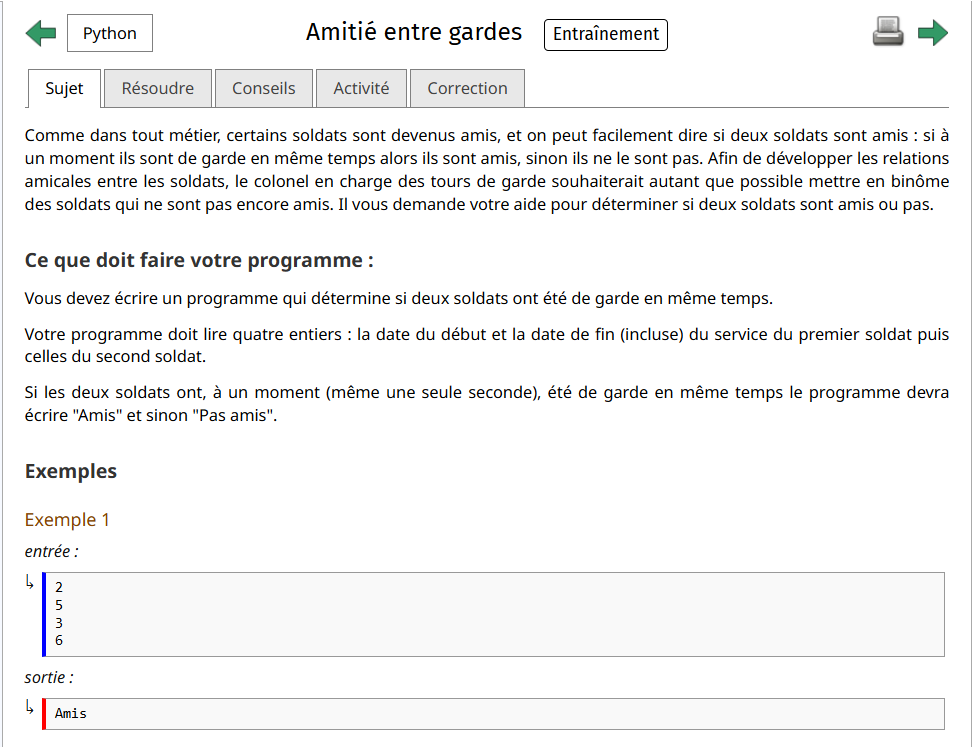 Python
Amitié entre gardes
Entraînement
Sujet
Résoudre
Conseils
Activité
Correction
Comme dans tout métier, certains soldats sont devenus amis, et on peut facilement dire si deux soldats sont amis : si à
un moment ils sont de garde en même temps alors ils sont amis, sinon ils ne le sont pas. Afin de développer les relations
amicales entre les soldats, le colonel en charge des tours de garde souhaiterait autant que possible mettre en binôme
des soldats qui ne sont pas encore amis. Il vous demande votre aide pour déterminer si deux soldats sont amis ou pas.
Ce que doit faire votre programme :
Vous devez écrire un programme qui détermine si deux soldats ont été de garde en même temps.
Votre programme doit lire quatre entiers : la date du début et la date de fin (incluse) du service du premier soldat puis
celles du second soldat.
Si les deux soldats ont, à un moment (même une seule seconde), été de garde en même temps le programme devra
écrire "Amis" et sinon "Pas amis".
Exemples
Exemple 1
entrée :
↳
2
5
3
6
sortie :
↳
Amis